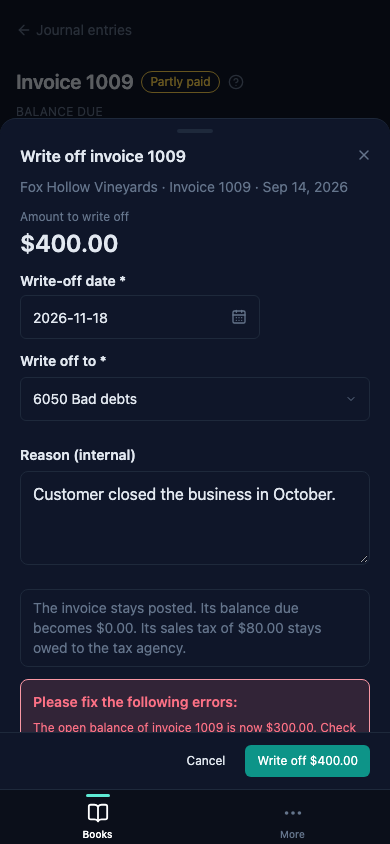 Journal entries
Invoice 1009 Partly paid
BALANCE DUE
Write off invoice 1009
Fox Hollow Vineyards · Invoice 1009 · Sep 14, 2026
Amount to write off
$400.00
Write-off date *
2026-11-18
Write off to *
6050 Bad debts
Reason (internal)
Customer closed the business in October.
The invoice stays posted. Its balance due
becomes $0.00. Its sales tax of $80.00 stays
owed to the tax agency.
Please fix the following errors:
The open balance of invoice 1009 is now $300.00. Check
Cancel Write off $400.00
Books More